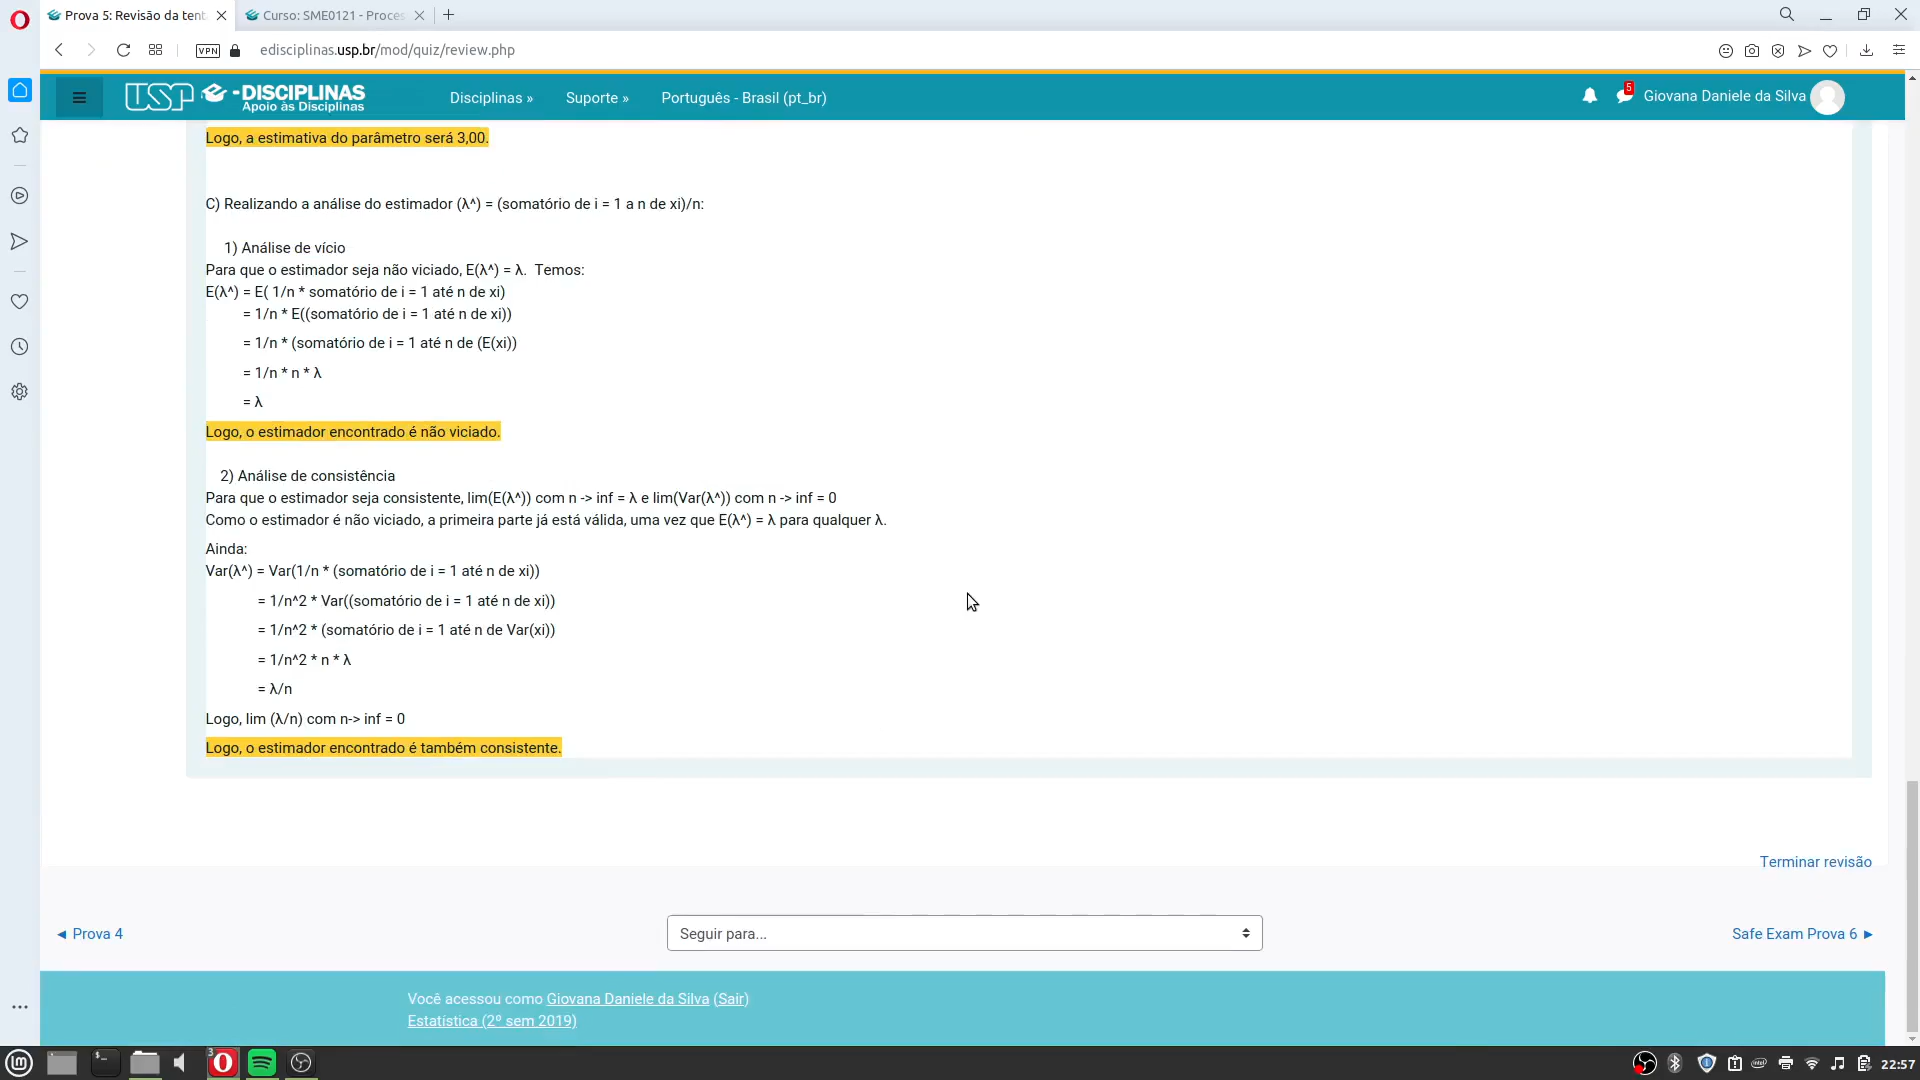 Prova 5: Revisão da tent
Curso: SME0121 - Proces
VPN
edisciplinas.usp.br/mod/quiz/review.php
USP e-DISCIPLINAS
Apoio às Disciplinas
Disciplinas »
Suporte »
Português - Brasil (pt_br)
5
Giovana Daniele da Silva
Logo, a estimativa do parâmetro será 3,00.
C) Realizando a análise do estimador (λ^) = (somatório de i = 1 a n de xi)/n:
1) Análise de vício
Para que o estimador seja não viciado, E(λ^) = λ.  Temos:
E(λ^) = E( 1/n * somatório de i = 1 até n de xi)
= 1/n * E((somatório de i = 1 até n de xi))
= 1/n * (somatório de i = 1 até n de (E(xi))
= 1/n * n * λ
= λ
Logo, o estimador encontrado é não viciado.
2) Análise de consistência
Para que o estimador seja consistente, lim(E(λ^)) com n -> inf = λ e lim(Var(λ^)) com n -> inf = 0
Como o estimador é não viciado, a primeira parte já está válida, uma vez que E(λ^) = λ para qualquer λ.
Ainda:
Var(λ^) = Var(1/n * (somatório de i = 1 até n de xi))
= 1/n^2 * Var((somatório de i = 1 até n de xi))
= 1/n^2 * (somatório de i = 1 até n de Var(xi))
= 1/n^2 * n * λ
= λ/n
Logo, lim (λ/n) com n-> inf = 0
Logo, o estimador encontrado é também consistente.
Terminar revisão
◄ Prova 4
Seguir para...
Safe Exam Prova 6 ►
Você acessou como Giovana Daniele da Silva (Sair)
Estatística (2º sem 2019)
3
22:57